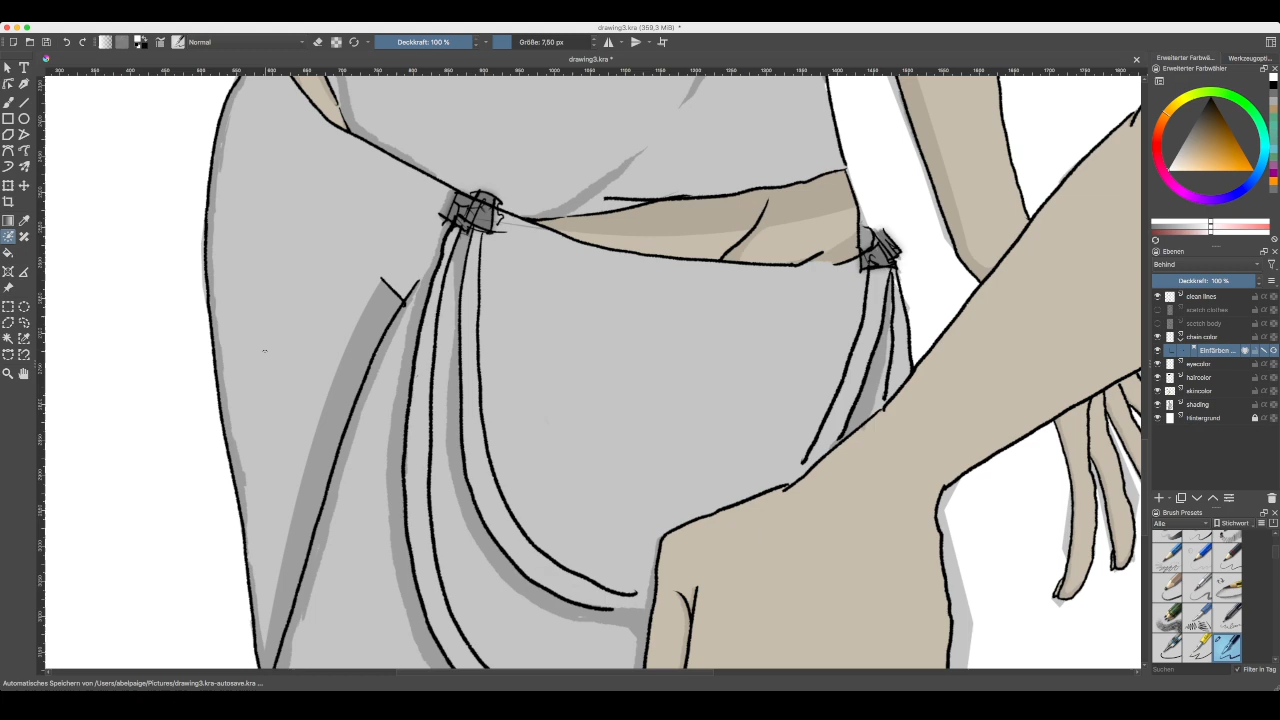 drawing3.kra (359,3 MiB) *
Normal
Deckkraft: 100 %
Größe: 7,50 px
drawing3.kra *
Erweiterter Farbwä...
Werkzeugopti...
Erweiterter Farbwähler
Ebenen
Behind
Deckkraft: 100 %
clean lines
scetch clothes
scetch body
chain color
Einfärben ...
eyecolor
haircolor
skincolor
shading
Hintergrund
Brush Presets
Alle
Stichwort
Suchen
Filter in Tag
Automatisches Speichern von /Users/abelpaige/Pictures/drawing3.kra-autosave.kra ...